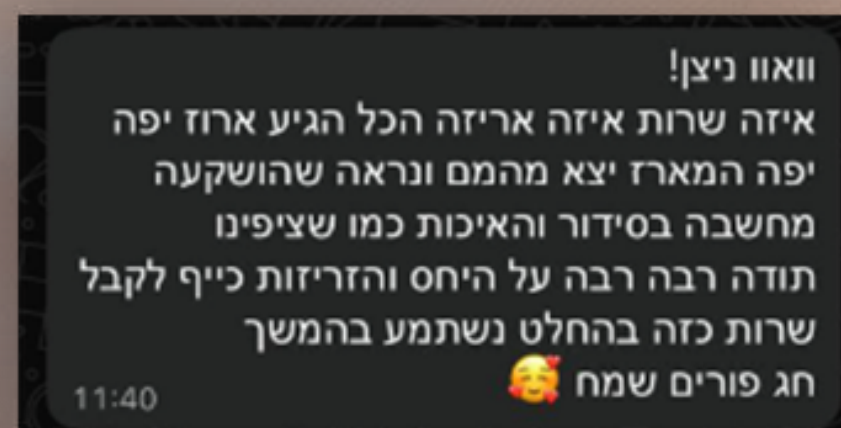 וואוו ניצן!
איזה שרות איזה אריזה הכל הגיע ארוז יפה
יפה המארז יצא מהמם ונראה שהושקעה
מחשבה בסידור והאיכות כמו שציפינו
תודה רבה רבה על היחס והזריזות כייף לקבל
שרות כזה בהחלט נשתמע בהמשך
חג פורים שמח 🥰
11:40